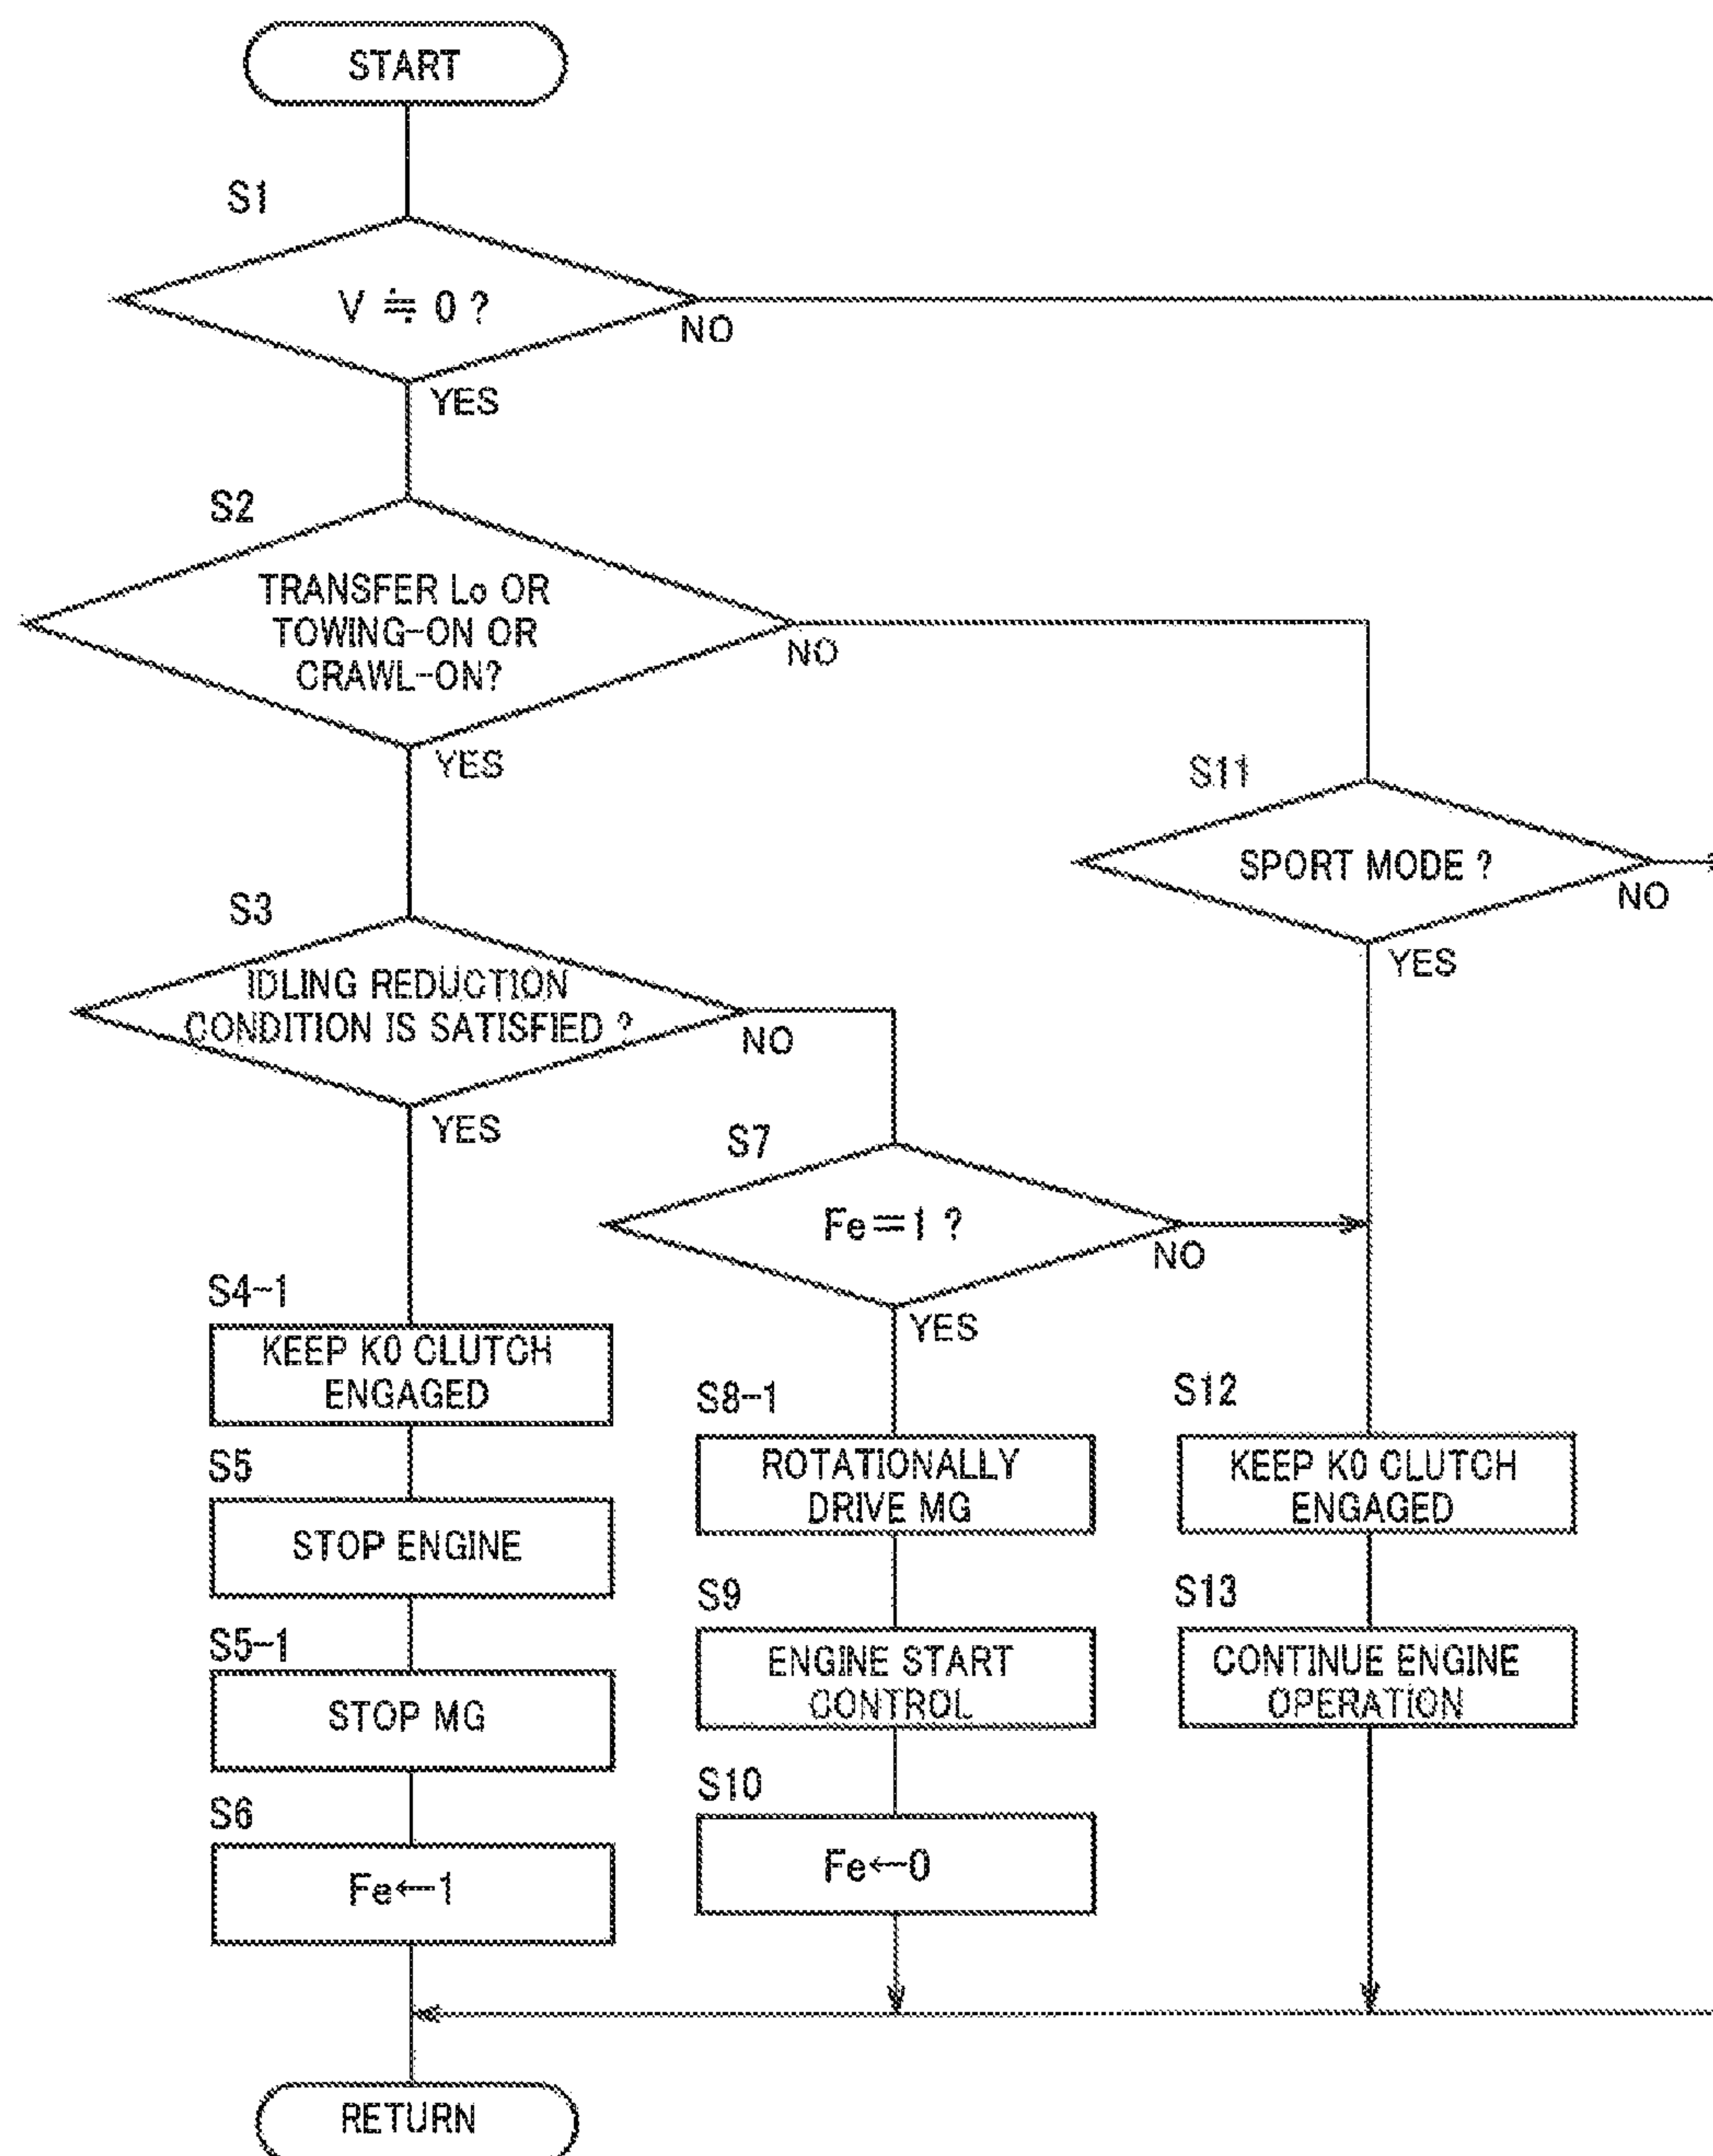 START
S1
V ≒ 0 ?
NO
YES
S2
TRANSFER Lo OR
TOWING-ON OR
CRAWL-ON?
NO
YES
S11
SPORT MODE ?
NO
YES
S3
IDLING REDUCTION
CONDITION IS SATISFIED ?
NO
YES
S7
Fe=1 ?
NO
YES
S4-1
KEEP K0 CLUTCH
ENGAGED
S5
STOP ENGINE
S5-1
STOP MG
S6
Fe←1
S8-1
ROTATIONALLY
DRIVE MG
S9
ENGINE START
CONTROL
S10
Fe←0
S12
KEEP K0 CLUTCH
ENGAGED
S13
CONTINUE ENGINE
OPERATION
RETURN